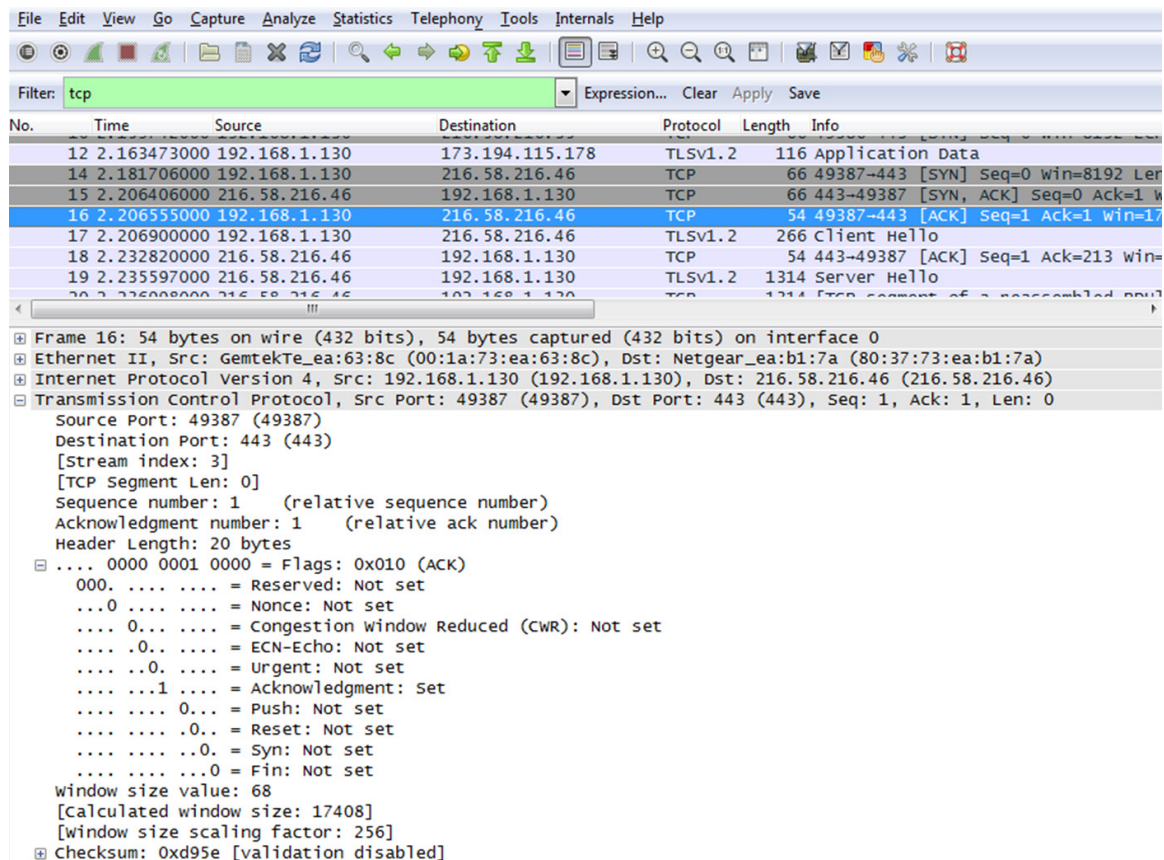 File Edit View Go Capture Analyze Statistics Telephony Tools Internals Help
Filter: tcp Expression... Clear Apply Save
No. Time Source Destination Protocol Length Info
12 2.163473000 192.168.1.130 173.194.115.178 TLSv1.2 116 Application Data
14 2.181706000 192.168.1.130 216.58.216.46 TCP 66 49387→443 [SYN] Seq=0 Win=8192 Len
15 2.206406000 216.58.216.46 192.168.1.130 TCP 66 443→49387 [SYN, ACK] Seq=0 Ack=1 W
16 2.206555000 192.168.1.130 216.58.216.46 TCP 54 49387→443 [ACK] Seq=1 Ack=1 Win=17
17 2.206900000 192.168.1.130 216.58.216.46 TLSv1.2 266 Client Hello
18 2.232820000 216.58.216.46 192.168.1.130 TCP 54 443→49387 [ACK] Seq=1 Ack=213 Win=
19 2.235597000 216.58.216.46 192.168.1.130 TLSv1.2 1314 Server Hello
Frame 16: 54 bytes on wire (432 bits), 54 bytes captured (432 bits) on interface 0
Ethernet II, Src: GemtekTe_ea:63:8c (00:1a:73:ea:63:8c), Dst: Netgear_ea:b1:7a (80:37:73:ea:b1:7a)
Internet Protocol Version 4, Src: 192.168.1.130 (192.168.1.130), Dst: 216.58.216.46 (216.58.216.46)
Transmission Control Protocol, Src Port: 49387 (49387), Dst Port: 443 (443), Seq: 1, Ack: 1, Len: 0
Source Port: 49387 (49387)
Destination Port: 443 (443)
[Stream index: 3]
[TCP Segment Len: 0]
Sequence number: 1 (relative sequence number)
Acknowledgment number: 1 (relative ack number)
Header Length: 20 bytes
.... 0000 0001 0000 = Flags: 0x010 (ACK)
000. .... .... = Reserved: Not set
...0 .... .... = Nonce: Not set
.... 0... .... = Congestion Window Reduced (CWR): Not set
.... .0.. .... = ECN-Echo: Not set
.... ..0. .... = Urgent: Not set
.... ...1 .... = Acknowledgment: Set
.... .... 0... = Push: Not set
.... .... .0.. = Reset: Not set
.... .... ..0. = Syn: Not set
.... .... ...0 = Fin: Not set
Window size value: 68
[Calculated window size: 17408]
[Window size scaling factor: 256]
Checksum: 0xd95e [validation disabled]